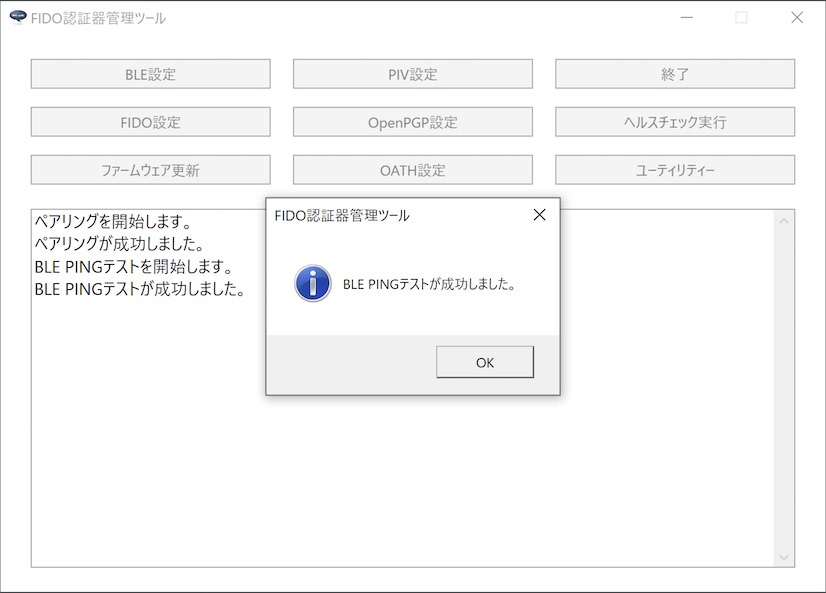 FIDO認証器管理ツール
BLE設定
PIV設定
終了
FIDO設定
OpenPGP設定
ヘルスチェック実行
ファームウェア更新
OATH設定
ユーティリティー
ペアリングを開始します。
ペアリングが成功しました。
BLE PINGテストを開始します。
BLE PINGテストが成功しました。
FIDO認証器管理ツール
BLE PINGテストが成功しました。
OK